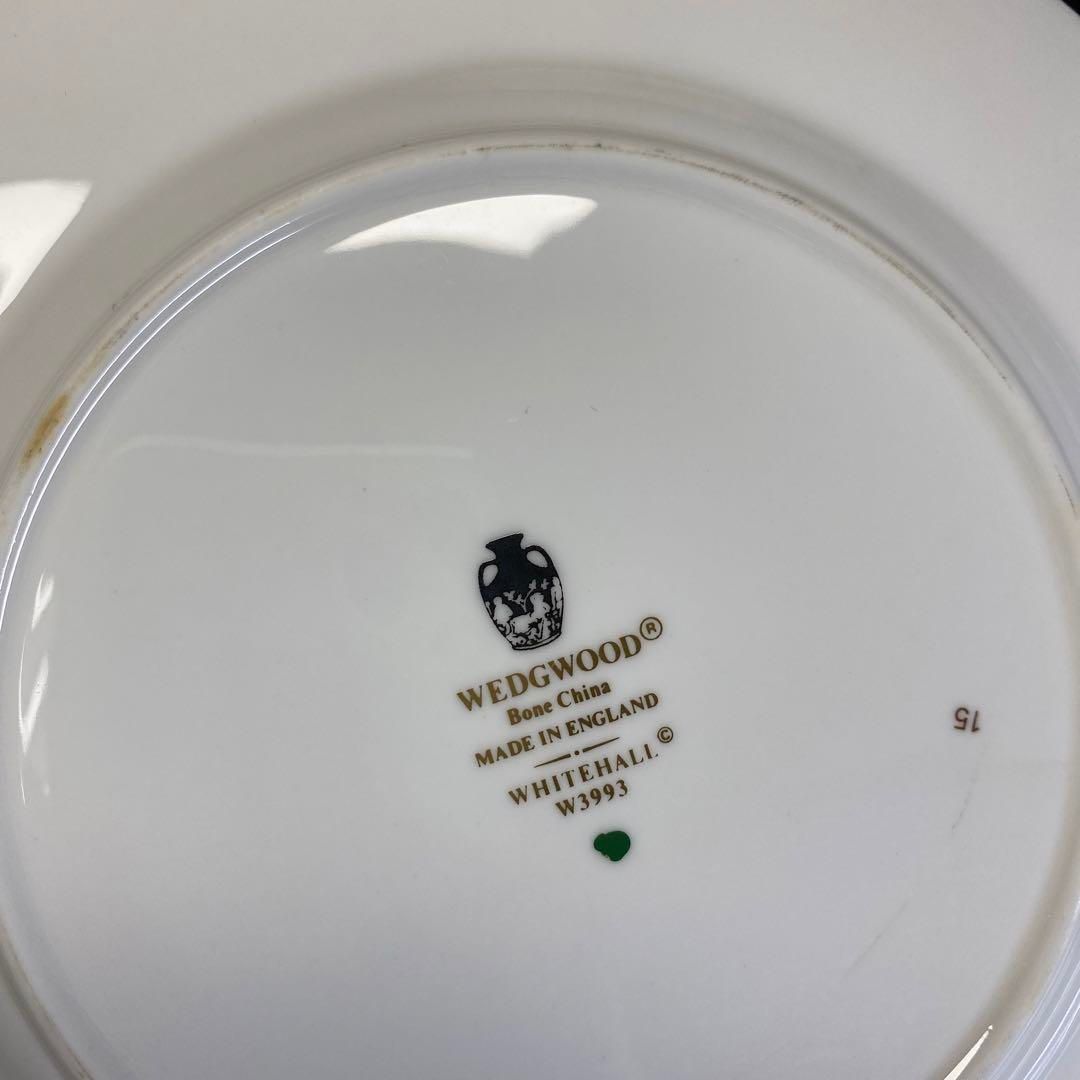 WEDGWOOD®
Bone China
MADE IN ENGLAND
WHITEHALL©
W3993
15